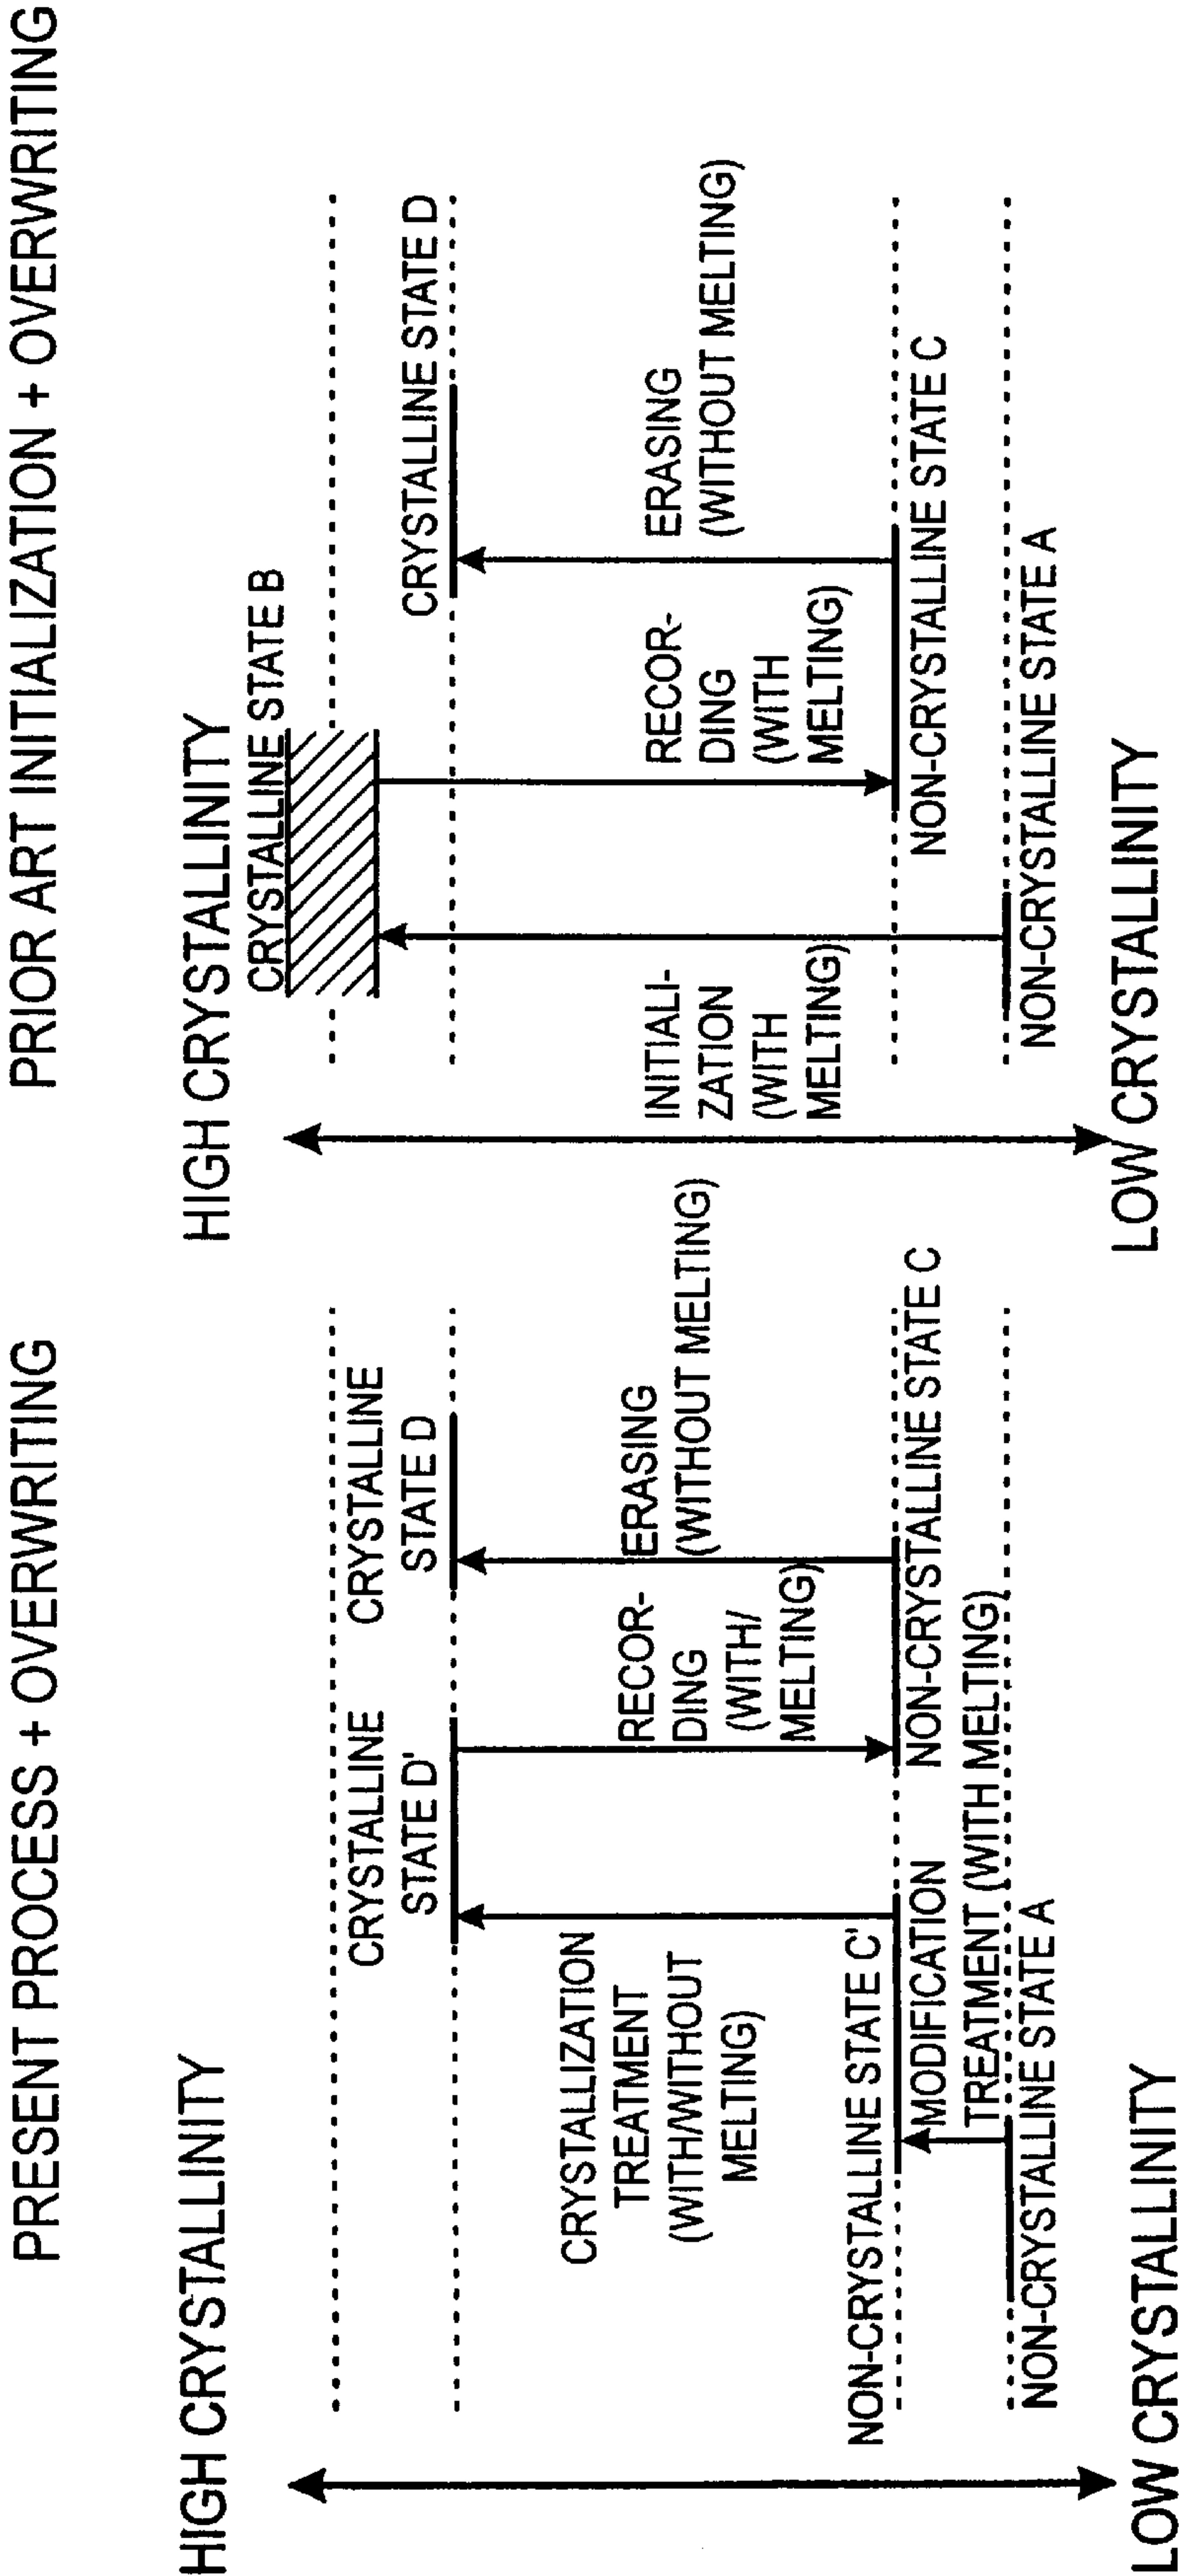 PRESENT PROCESS + OVERWRITING
HIGH CRYSTALLINITY
CRYSTALLINE
STATE D'
CRYSTALLINE
STATE D
CRYSTALLIZATION
TREATMENT
(WITH/WITHOUT
MELTING)
RECOR-
DING
(WITH/
MELTING)
ERASING
(WITHOUT MELTING)
NON-CRYSTALLINE STATE C'
MODIFICATION
TREATMENT (WITH MELTING)
NON-CRYSTALLINE STATE C
NON-CRYSTALLINE STATE A
LOW CRYSTALLINITY
PRIOR ART INITIALIZATION + OVERWRITING
HIGH CRYSTALLINITY
CRYSTALLINE STATE B
CRYSTALLINE STATE D
INITIALI-
ZATION
(WITH
MELTING)
RECOR-
DING
(WITH
MELTING)
ERASING
(WITHOUT MELTING)
NON-CRYSTALLINE STATE C
NON-CRYSTALLINE STATE A
LOW CRYSTALLINITY